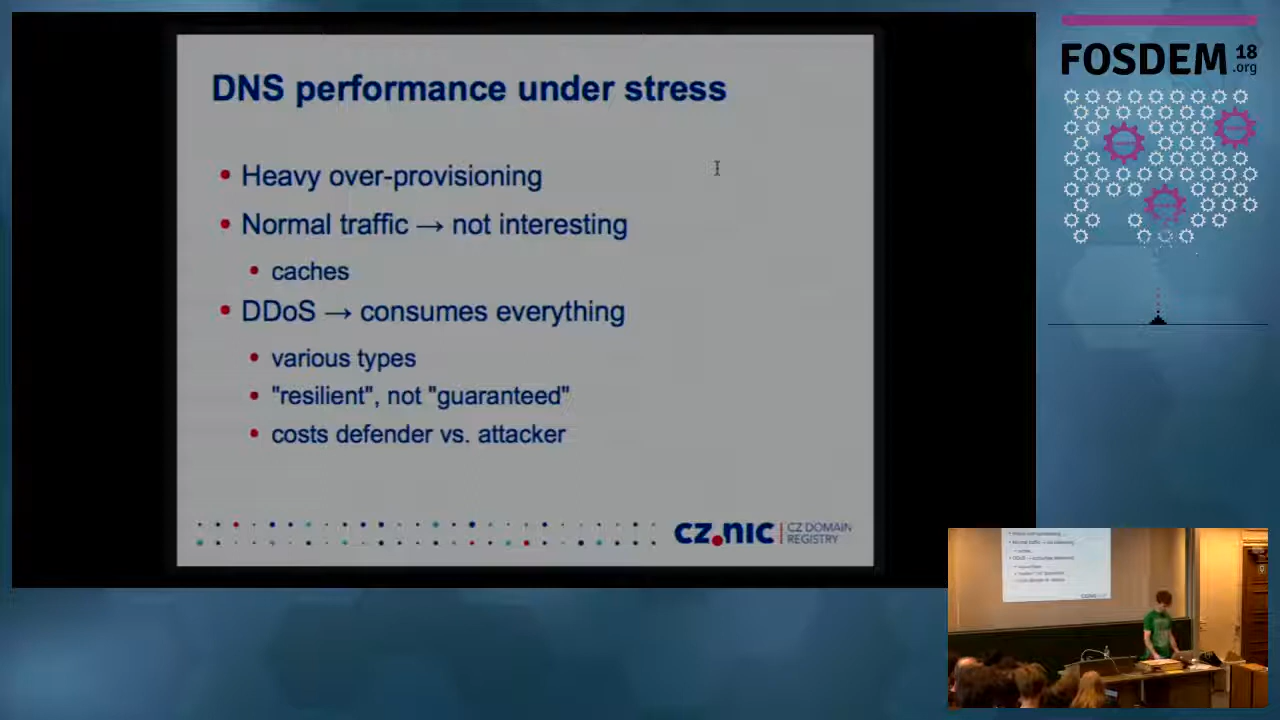 DNS performance under stress
Heavy over-provisioning
Normal traffic → not interesting
caches
DDoS → consumes everything
various types
"resilient", not "guaranteed"
costs defender vs. attacker
CZ.NIC
CZ DOMAIN
REGISTRY
FOSDEM 18
.org